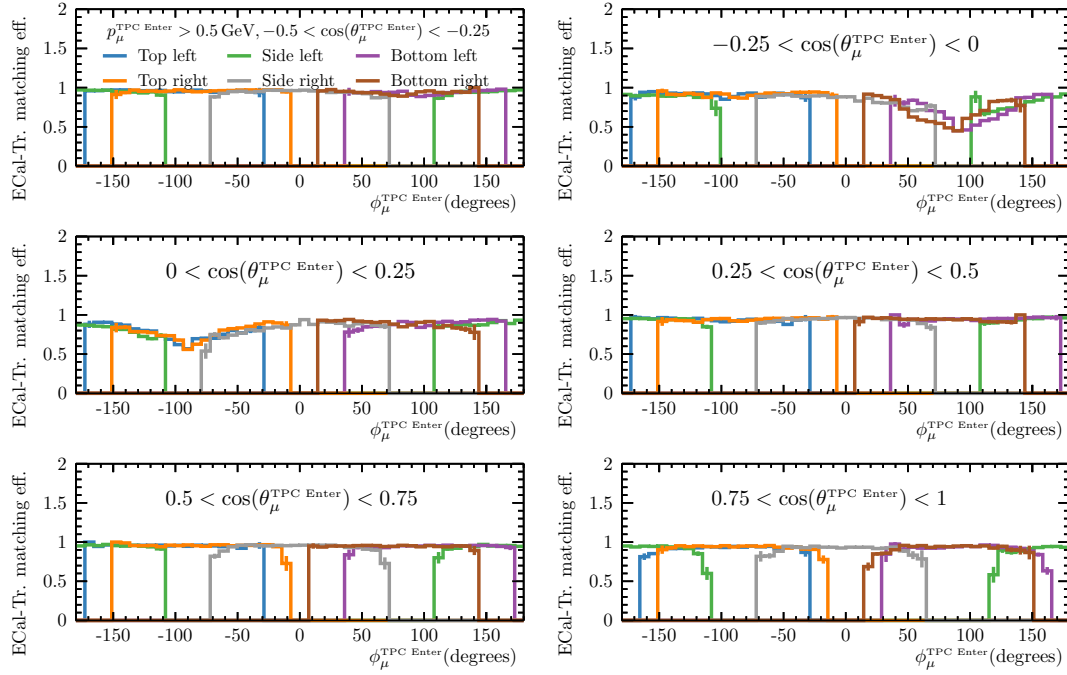 p_μ^TPC Enter > 0.5 GeV, −0.5 < cos(θ_μ^TPC Enter) < −0.25
Top left Side left Bottom left
Top right Side right Bottom right
ECal-Tr. matching eff.
2
1.5
1
0.5
0
-150 -100 -50 0 50 100 150
ϕ_μ^TPC Enter(degrees)
−0.25 < cos(θ_μ^TPC Enter) < 0
ECal-Tr. matching eff.
2
1.5
1
0.5
0
-150 -100 -50 0 50 100 150
ϕ_μ^TPC Enter(degrees)
0 < cos(θ_μ^TPC Enter) < 0.25
ECal-Tr. matching eff.
2
1.5
1
0.5
0
-150 -100 -50 0 50 100 150
ϕ_μ^TPC Enter(degrees)
0.25 < cos(θ_μ^TPC Enter) < 0.5
ECal-Tr. matching eff.
2
1.5
1
0.5
0
-150 -100 -50 0 50 100 150
ϕ_μ^TPC Enter(degrees)
0.5 < cos(θ_μ^TPC Enter) < 0.75
ECal-Tr. matching eff.
2
1.5
1
0.5
0
-150 -100 -50 0 50 100 150
ϕ_μ^TPC Enter(degrees)
0.75 < cos(θ_μ^TPC Enter) < 1
ECal-Tr. matching eff.
2
1.5
1
0.5
0
-150 -100 -50 0 50 100 150
ϕ_μ^TPC Enter(degrees)